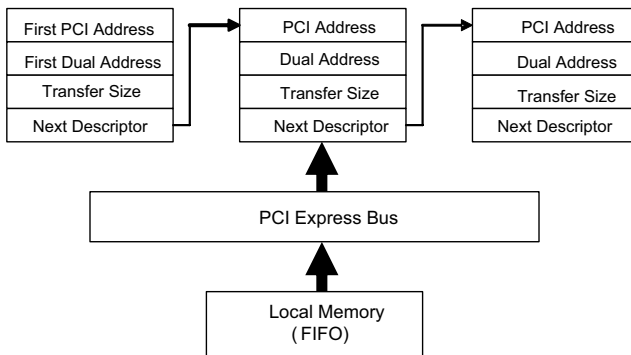 First PCI Address
First Dual Address
Transfer Size
Next Descriptor
PCI Address
Dual Address
Transfer Size
Next Descriptor
PCI Address
Dual Address
Transfer Size
Next Descriptor
PCI Express Bus
Local Memory
( FIFO )